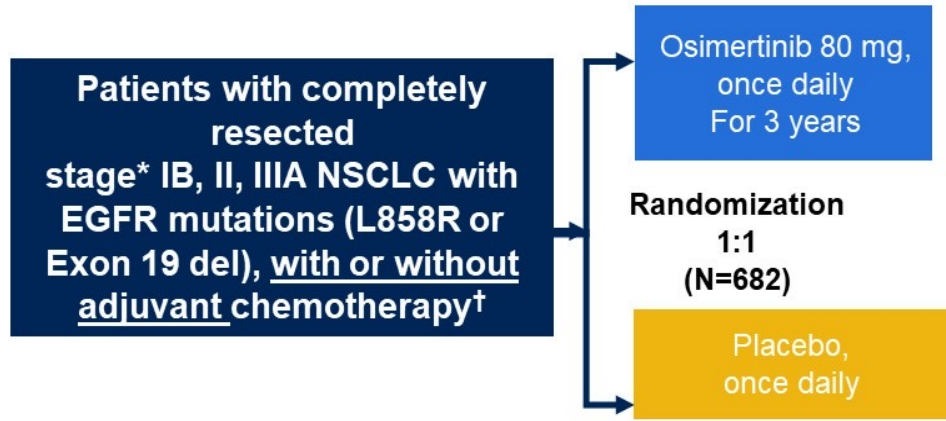 Patients with completely
resected
stage* IB, II, IIIA NSCLC with
EGFR mutations (L858R or
Exon 19 del), with or without
adjuvant chemotherapy†
Osimertinib 80 mg,
once daily
For 3 years
Randomization
1:1
(N=682)
Placebo,
once daily